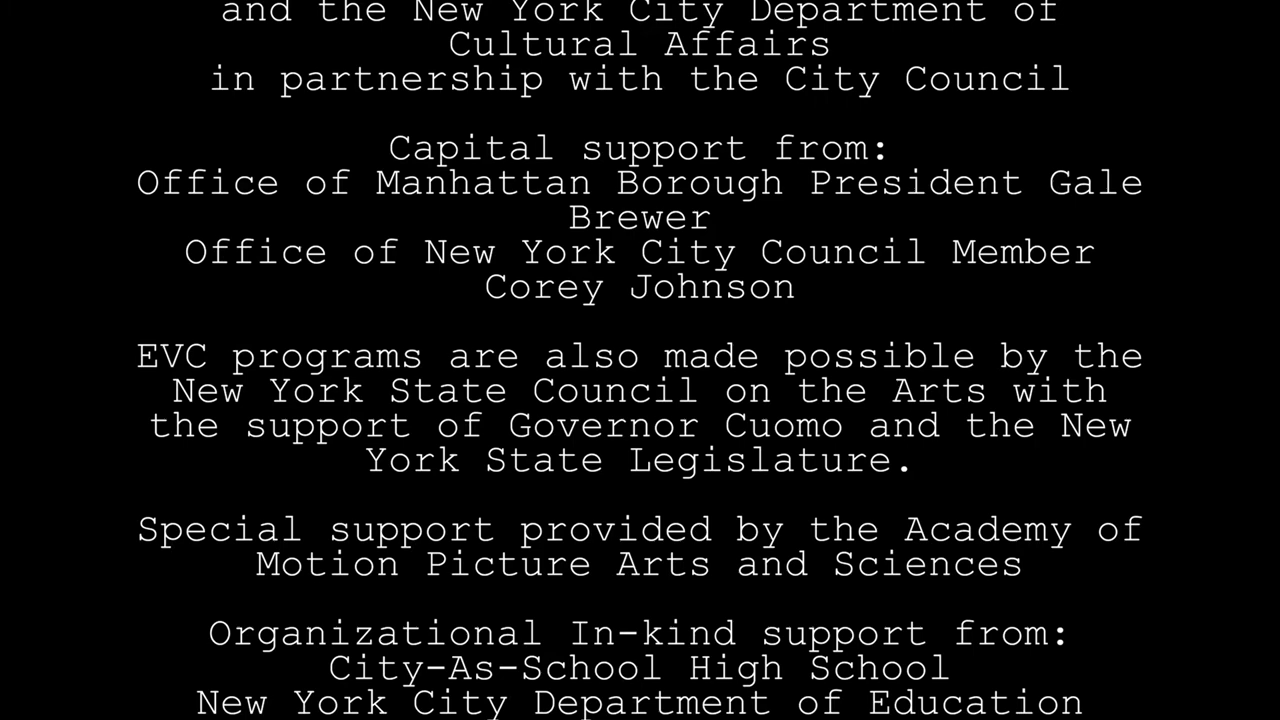 and the New York City Department of
Cultural Affairs
in partnership with the City Council
Capital support from:
Office of Manhattan Borough President Gale
Brewer
Office of New York City Council Member
Corey Johnson
EVC programs are also made possible by the
New York State Council on the Arts with
the support of Governor Cuomo and the New
York State Legislature.
Special support provided by the Academy of
Motion Picture Arts and Sciences
Organizational In-kind support from:
City-As-School High School
New York City Department of Education